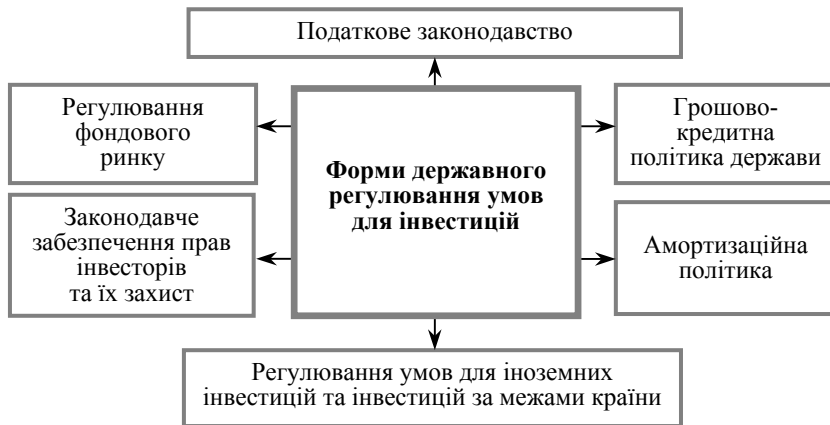 Податкове законодавство
Регулювання
фондового
ринку
Грошово-
кредитна
політика держави
Форми державного
регулювання умов
для інвестицій
Законодавче
забезпечення прав
інвесторів
та їх захист
Амортизаційна
політика
Регулювання умов для іноземних
інвестицій та інвестицій за межами країни